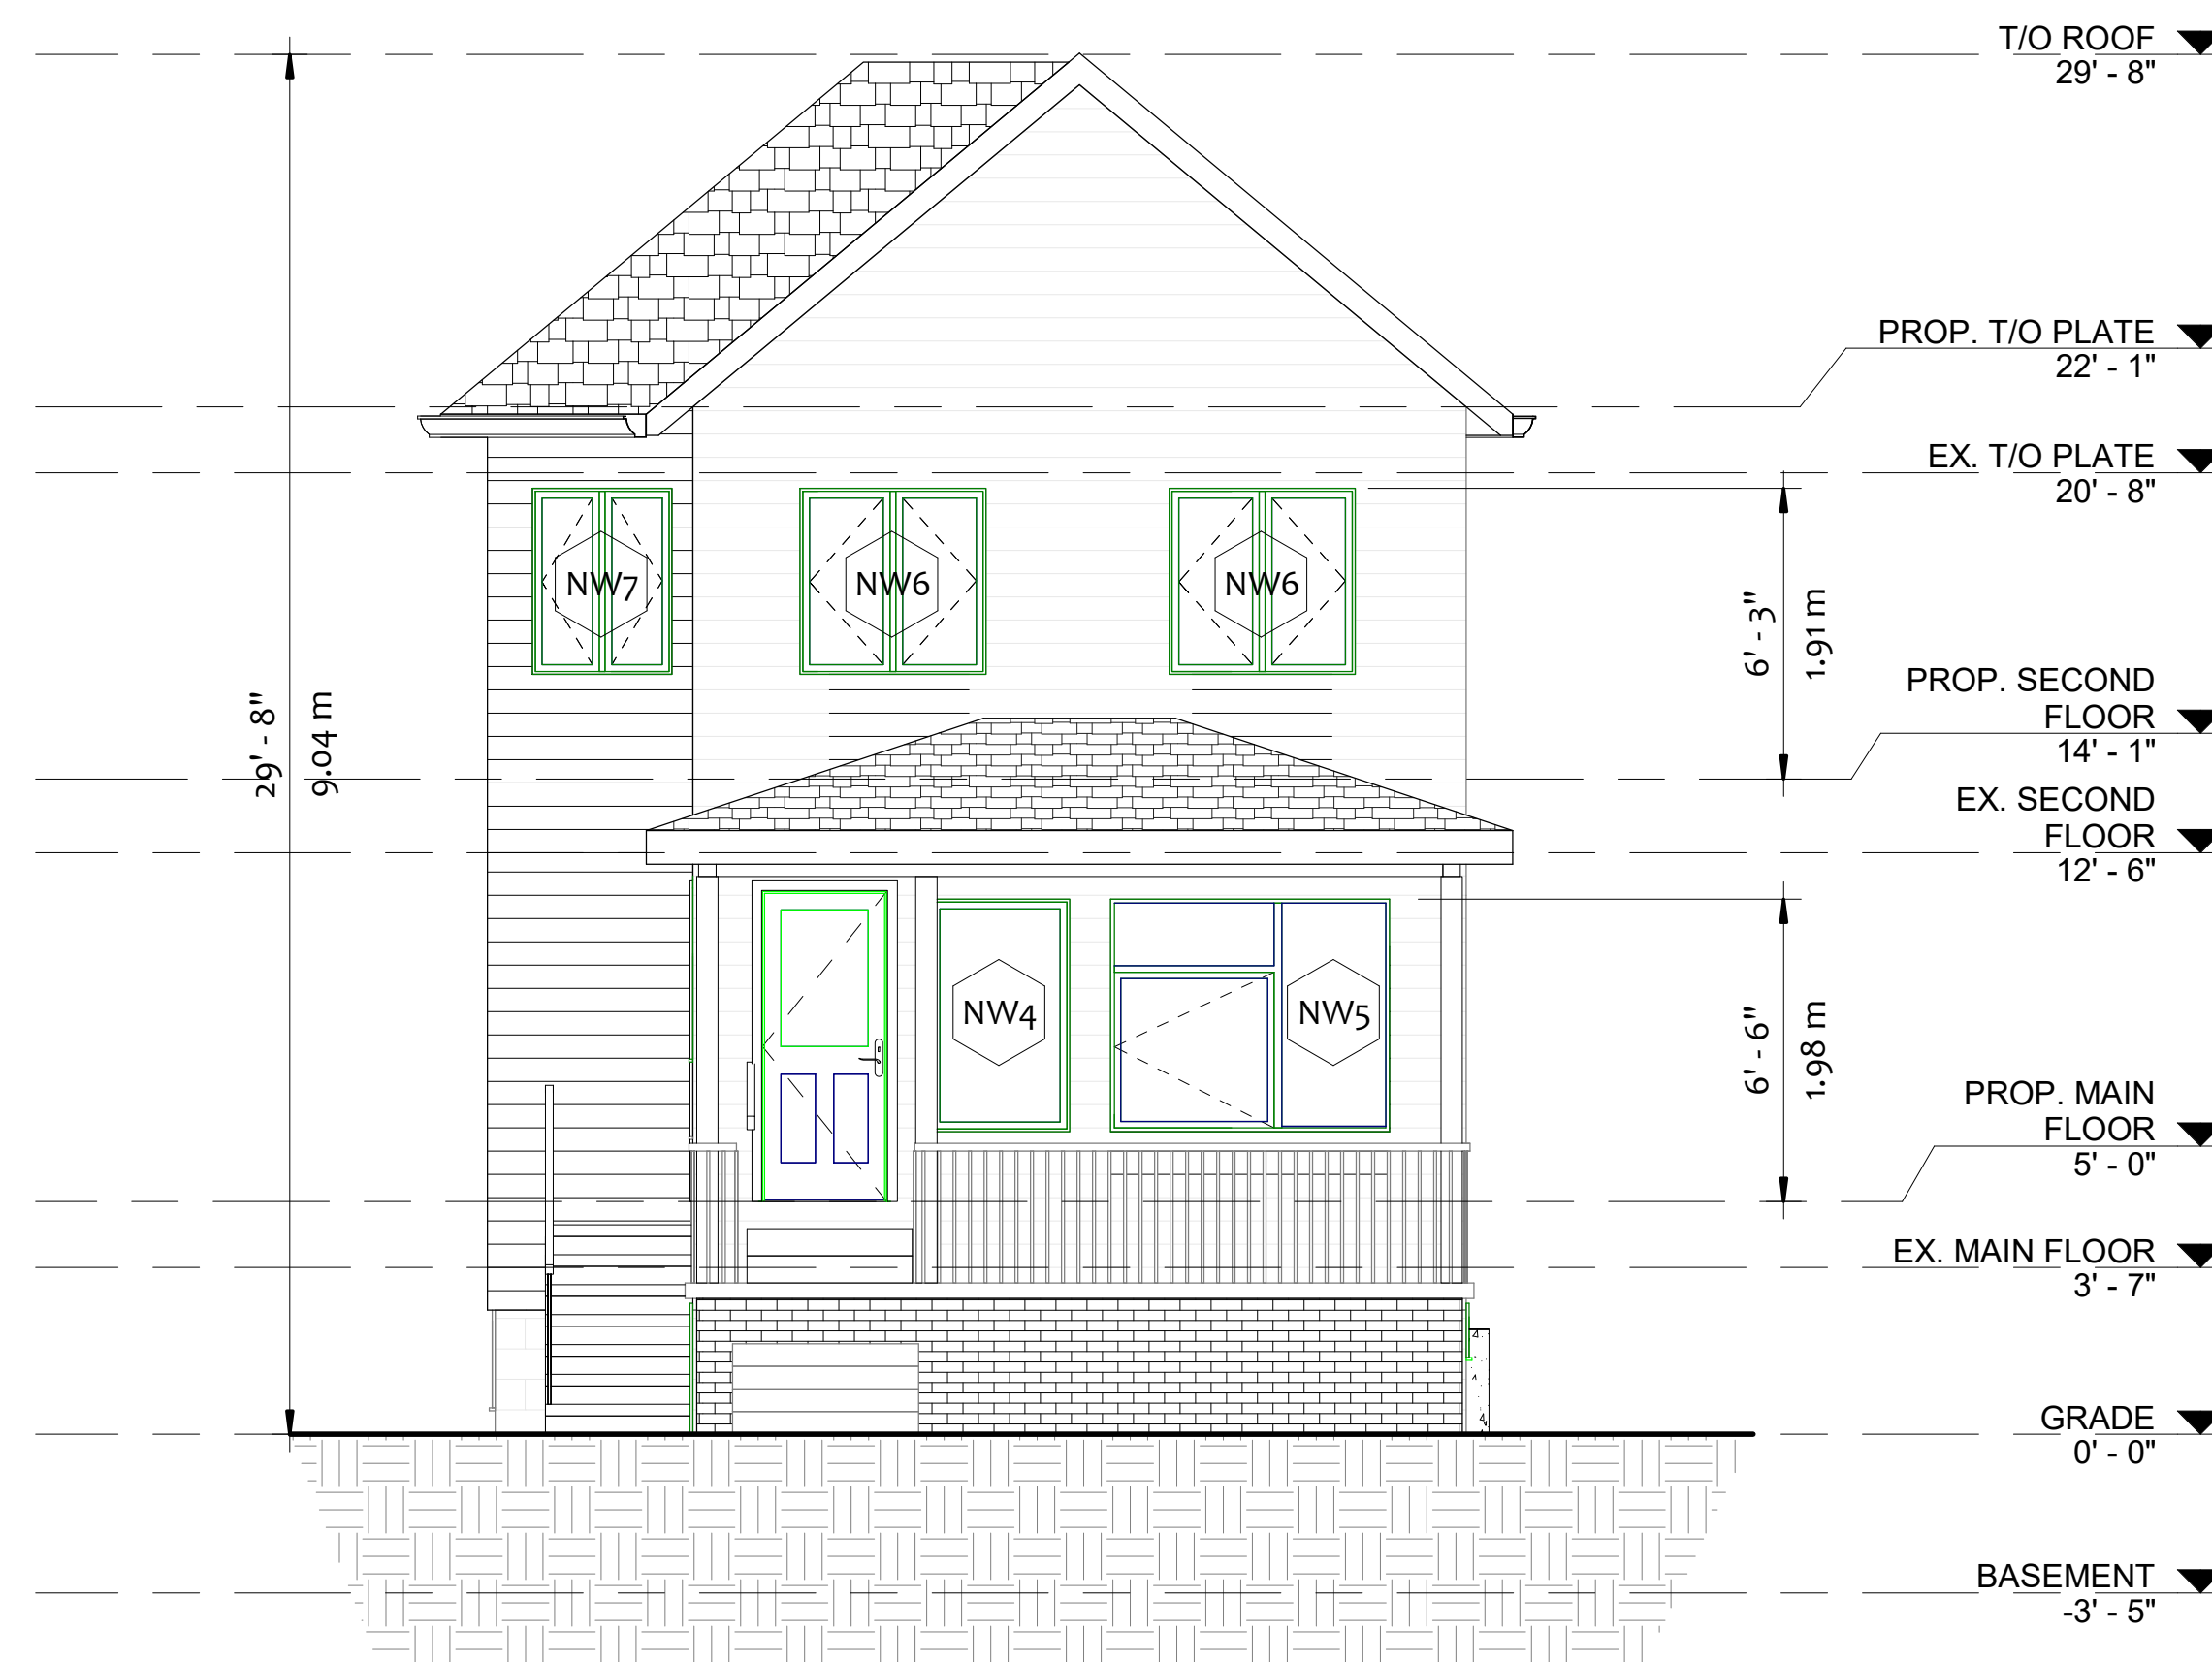 T/O ROOF
29' - 8"
PROP. T/O PLATE
22' - 1"
EX. T/O PLATE
20' - 8"
NW7
NW6
NW6
6' - 3"
1.91 m
PROP. SECOND
FLOOR
14' - 1"
29' - 8"
9.04 m
EX. SECOND
FLOOR
12' - 6"
NW4
NW5
6' - 6"
1.98 m
PROP. MAIN
FLOOR
5' - 0"
EX. MAIN FLOOR
3' - 7"
GRADE
0' - 0"
BASEMENT
-3' - 5"